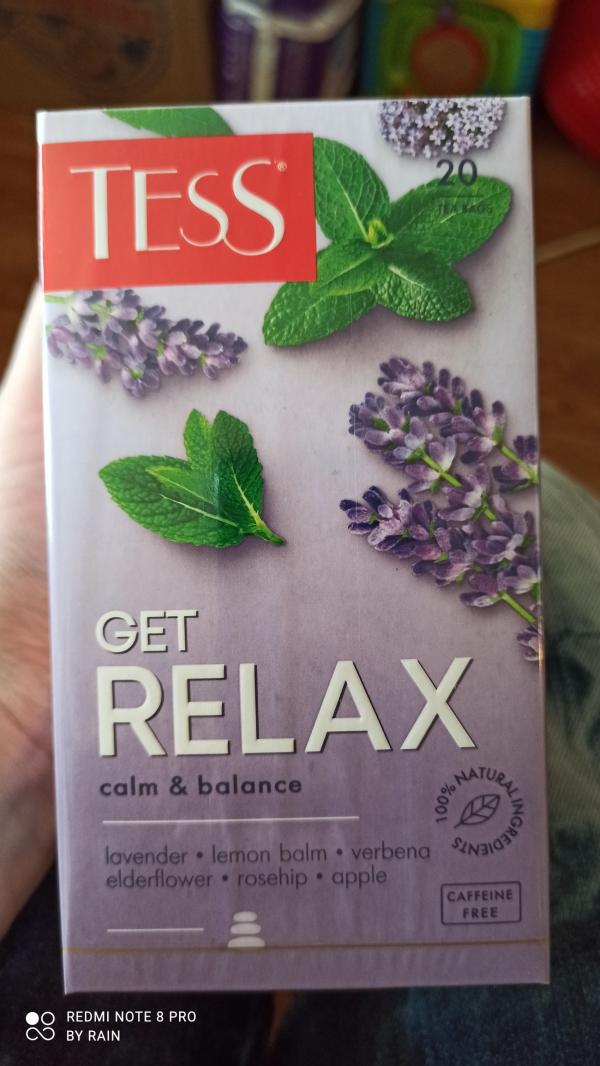 TESS®
20
TEA BAGS
GET
RELAX
calm & balance
100% NATURAL INGREDIENTS
lavender • lemon balm • verbena
elderflower • rosehip • apple
CAFFEINE
FREE
REDMI NOTE 8 PRO
BY RAIN